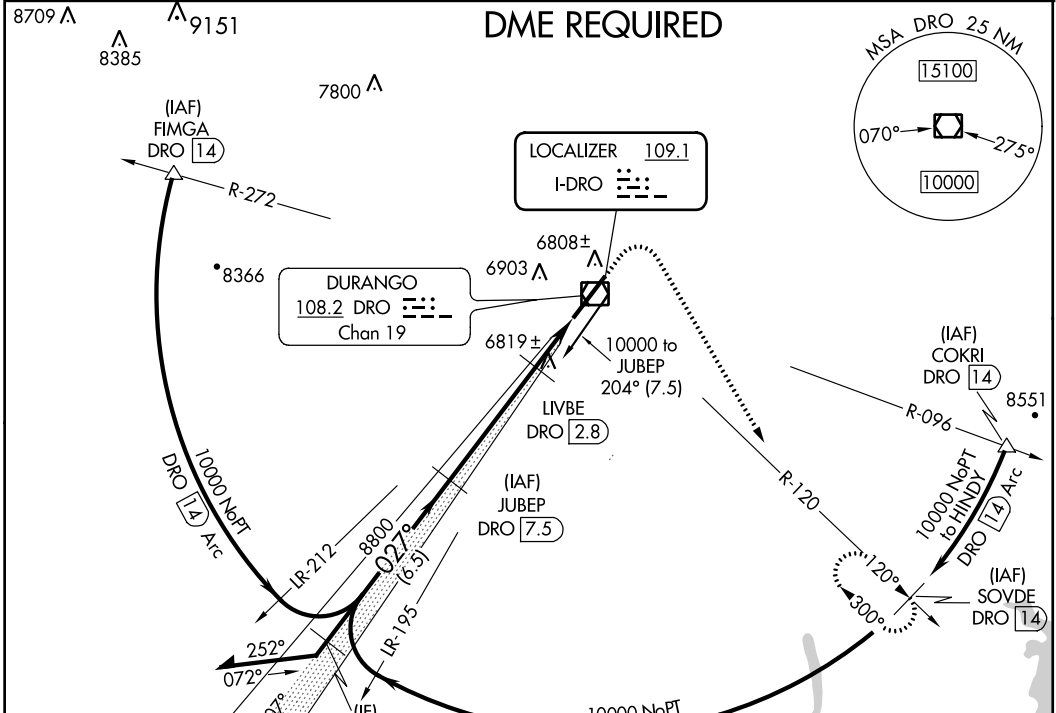 DME REQUIRED
8709
9151
8385
7800
MSA DRO 25 NM
15100
070°
275°
10000
(IAF)
FIMGA
DRO 14
R-272
LOCALIZER 109.1
I-DRO
8366
6808±
6903
DURANGO
108.2 DRO
Chan 19
6819±
10000 to
JUBEP
204° (7.5)
(IAF)
COKRI
DRO 14
8551
R-096
LIVBE
DRO 2.8
10000 NoPT
DRO 14 Arc
(IAF)
JUBEP
DRO 7.5
R-120
10000 NoPT
to HINDY
DRO 14 Arc
LR-212
8800
027°
(6.5)
LR-195
120°
300°
(IAF)
SOVDE
DRO 14
252°
072°
07°
(IF)
10000 NoPT